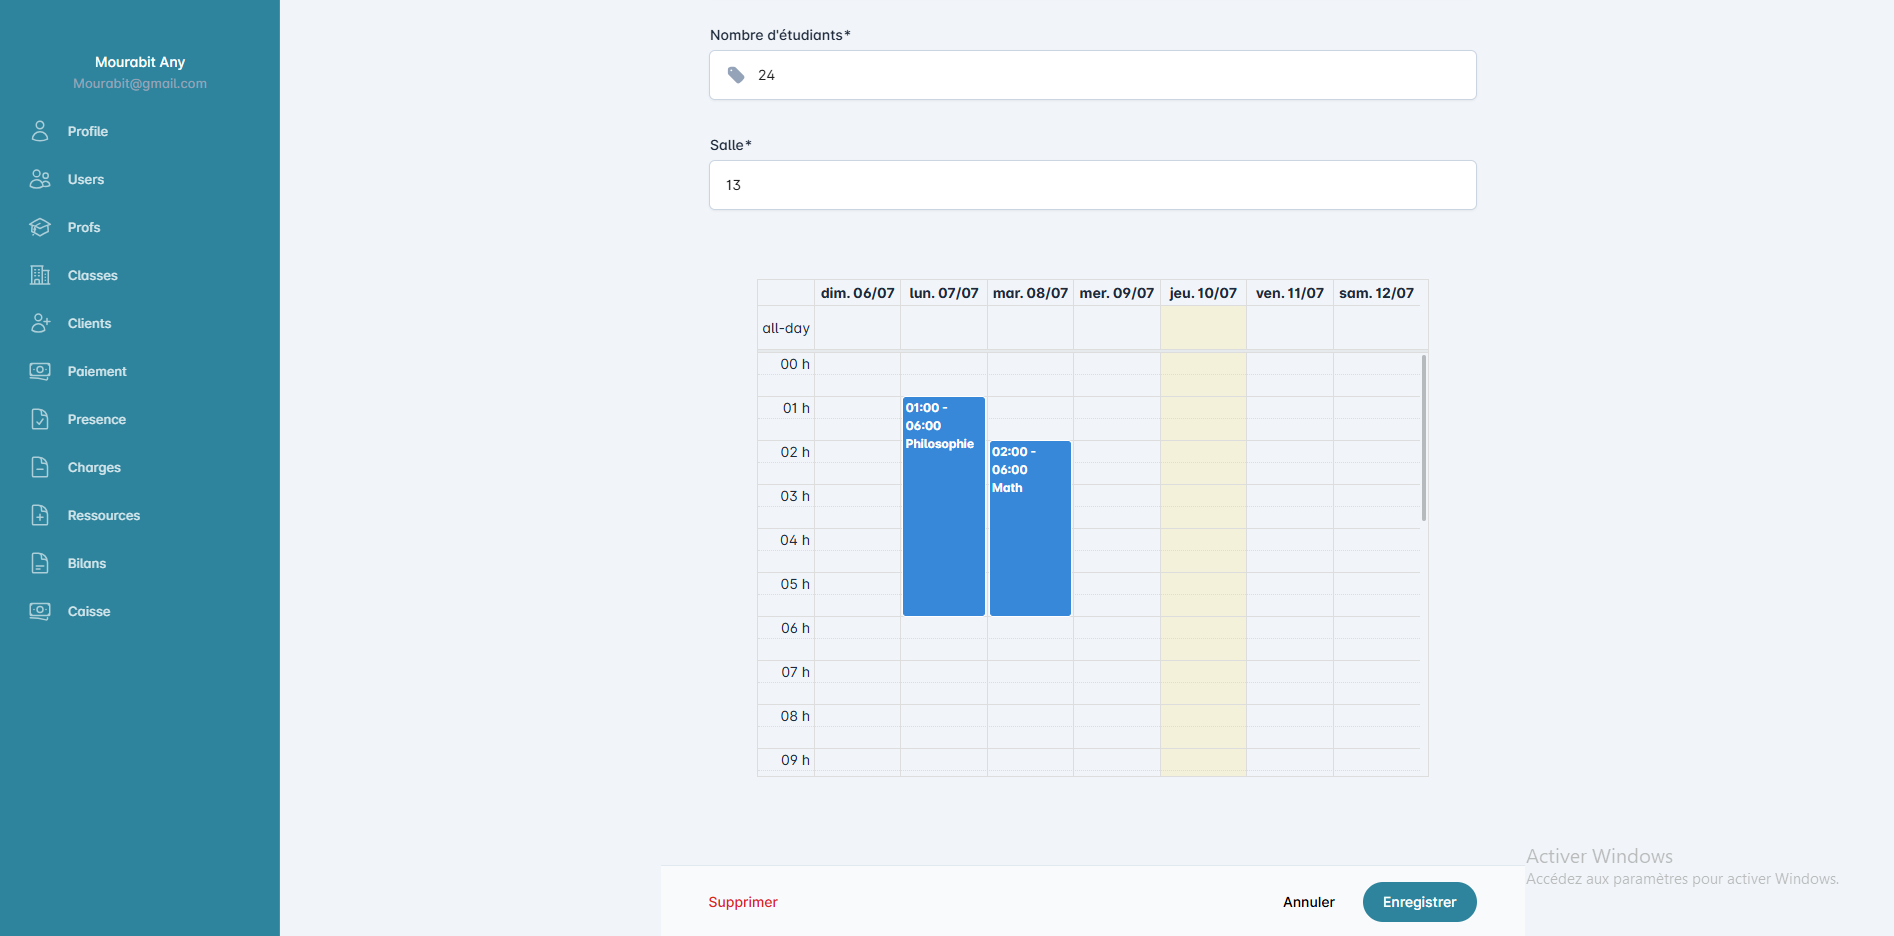 Mourabit Any
Mourabit@gmail.com
Profile
Users
Profs
Classes
Clients
Paiement
Presence
Charges
Ressources
Bilans
Caisse
Nombre d'étudiants*
24
Salle*
13
dim. 06/07 lun. 07/07 mar. 08/07 mer. 09/07 jeu. 10/07 ven. 11/07 sam. 12/07
all-day
00 h
01 h
02 h
03 h
04 h
05 h
06 h
07 h
08 h
09 h
01:00 -
06:00
Philosophie
02:00 -
06:00
Math
Supprimer
Annuler
Enregistrer
Activer Windows
Accédez aux paramètres pour activer Windows.